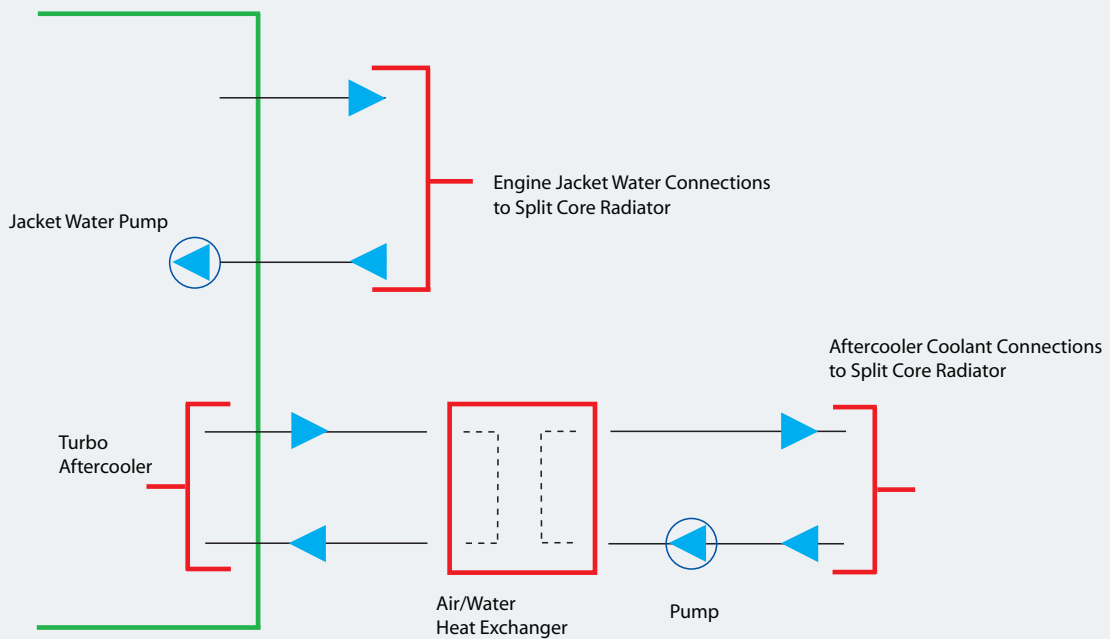 Engine Jacket Water Connections
to Split Core Radiator
Jacket Water Pump
Aftercooler Coolant Connections
to Split Core Radiator
Turbo
Aftercooler
Air/Water
Heat Exchanger
Pump